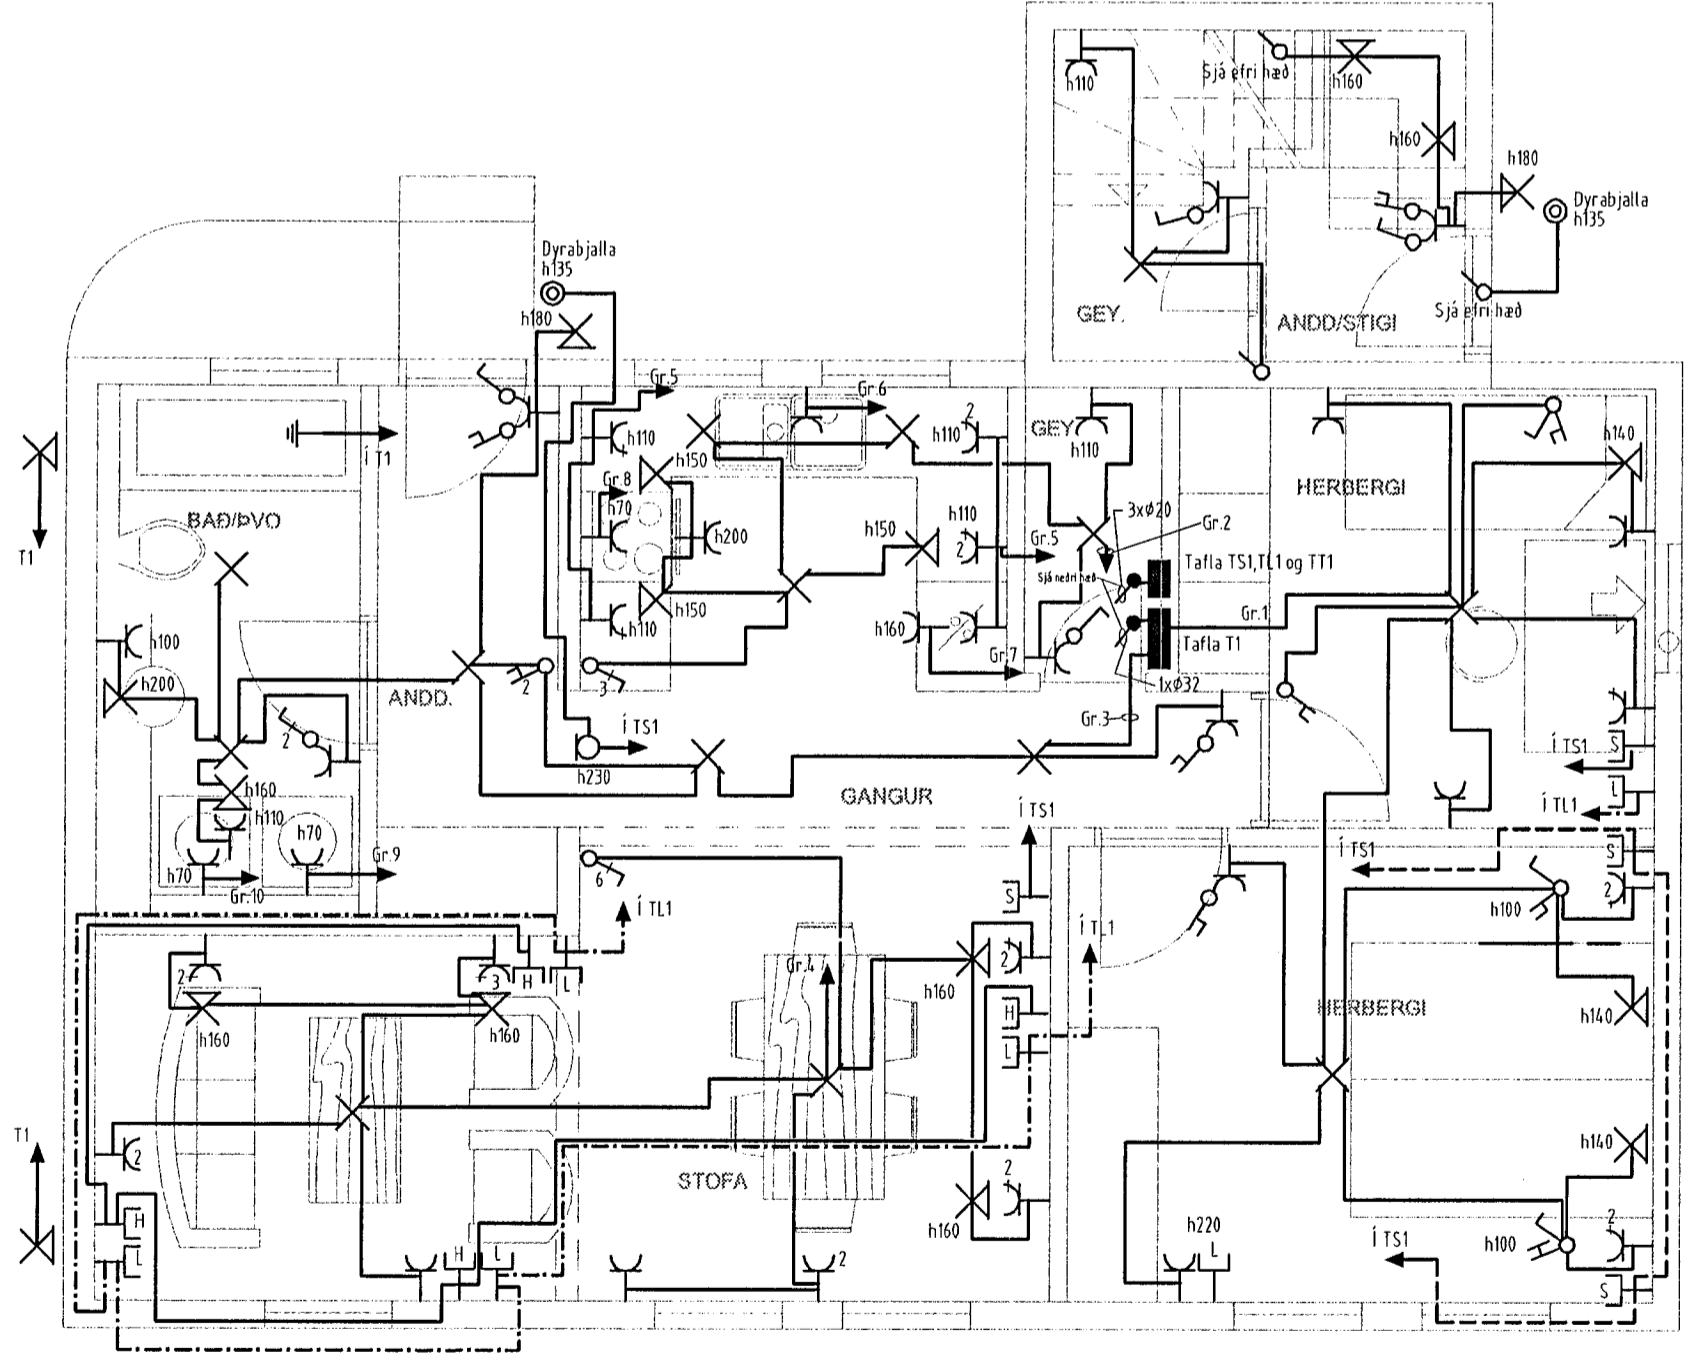 h110
Sjá efri hæð
h160
h160
h180
Dyrabjalla
h135
Sjá efri hæð
GEY.
ANDD/STIGI
Dyrabjalla
h135
h180
Gr.5
Gr.6
Í T1
T1
BAÐ/ÞVO
h110
h150
2
h110
GEY
h110
HERBERGI
h140
Gr.8
h70
h200
h150
h110
2
Gr.5
3xØ20
Gr.2
Tafla TS1,TL1 og TT1
Sjá neðri hæð
h150
h110
h160
Gr.1
Tafla T1
Gr.7
1xØ32
h100
h200
ANDD.
2
3
Gr.3
2
Í TS1
h230
Í TS1
S
L
Í TL1
h160
h110
h70
h70
Gr.9
Gr.10
GANGUR
Í TS1
6
Í TL1
S
Í TL1
Í TS1
S
2
h100
2
3
H
L
Gr.4
2
h160
h160
h160
H
L
HERBERGI
h140
T1
2
STOFA
2
h160
h140
H
L
H
L
2
h220
L
Í TS1
h100
2
S